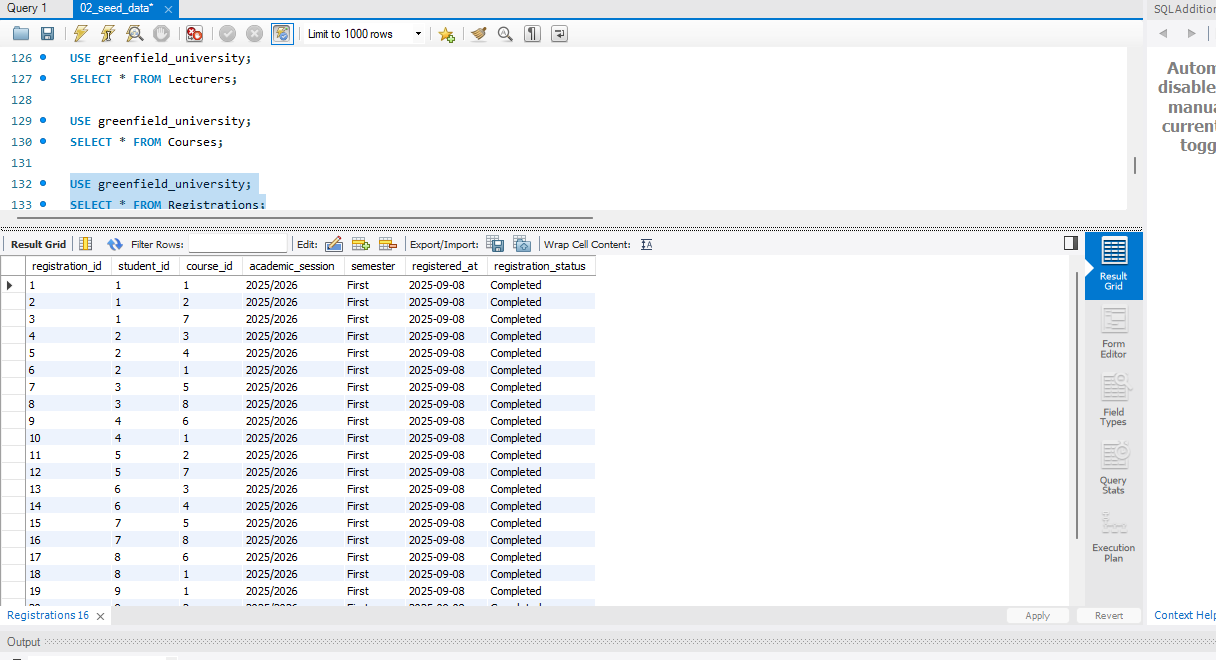 Query 1 02_seed_data* SQLAddition
Limit to 1000 rows
126 USE greenfield_university;
127 SELECT * FROM Lecturers;
128
129 USE greenfield_university;
130 SELECT * FROM Courses;
131
132 USE greenfield_university;
133 SELECT * FROM Registrations;
Autom
disable
manua
current
togg
Result Grid Filter Rows: Edit: Export/Import: Wrap Cell Content: IA
registration_id student_id course_id academic_session semester registered_at registration_status
1 1 1 2025/2026 First 2025-09-08 Completed
2 1 2 2025/2026 First 2025-09-08 Completed
3 1 7 2025/2026 First 2025-09-08 Completed
4 2 3 2025/2026 First 2025-09-08 Completed
5 2 4 2025/2026 First 2025-09-08 Completed
6 2 1 2025/2026 First 2025-09-08 Completed
7 3 5 2025/2026 First 2025-09-08 Completed
8 3 8 2025/2026 First 2025-09-08 Completed
9 4 6 2025/2026 First 2025-09-08 Completed
10 4 1 2025/2026 First 2025-09-08 Completed
11 5 2 2025/2026 First 2025-09-08 Completed
12 5 7 2025/2026 First 2025-09-08 Completed
13 6 3 2025/2026 First 2025-09-08 Completed
14 6 4 2025/2026 First 2025-09-08 Completed
15 7 5 2025/2026 First 2025-09-08 Completed
16 7 8 2025/2026 First 2025-09-08 Completed
17 8 6 2025/2026 First 2025-09-08 Completed
18 8 1 2025/2026 First 2025-09-08 Completed
19 9 1 2025/2026 First 2025-09-08 Completed
Result
Grid
Form
Editor
Field
Types
Query
Stats
Execution
Plan
Registrations 16 Apply Revert Context Help
Output